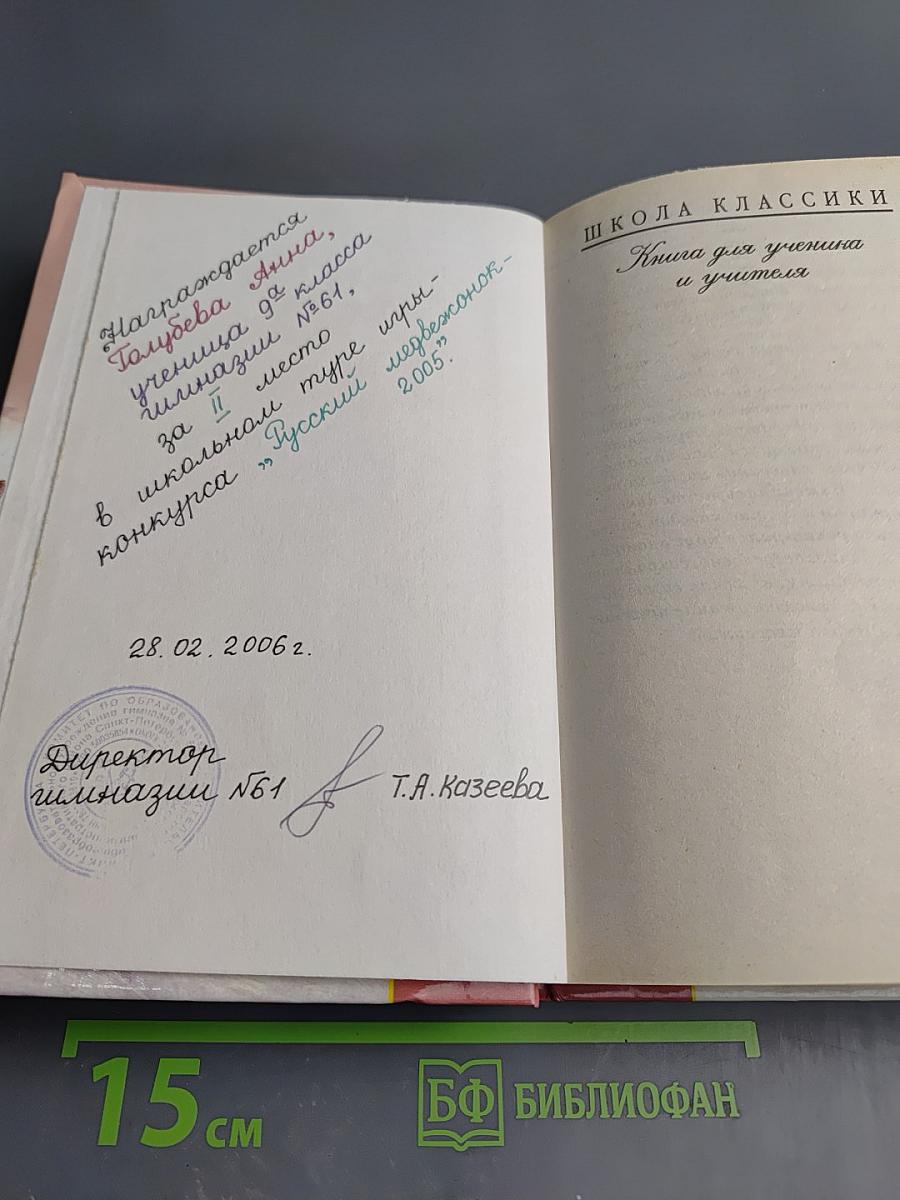 Награждается
Голубева Анна,
ученица 9а класса
гимназии №61,
за II место
в школьном туре игры-
конкурса „Русский медвежонок-
2005.”
28.02.2006 г.
Директор
гимназии №61
Т.А.Казеева
ШКОЛА КЛАССИКИ
Книга для ученика
и учителя
15 см
БФ БИБЛИОФАН